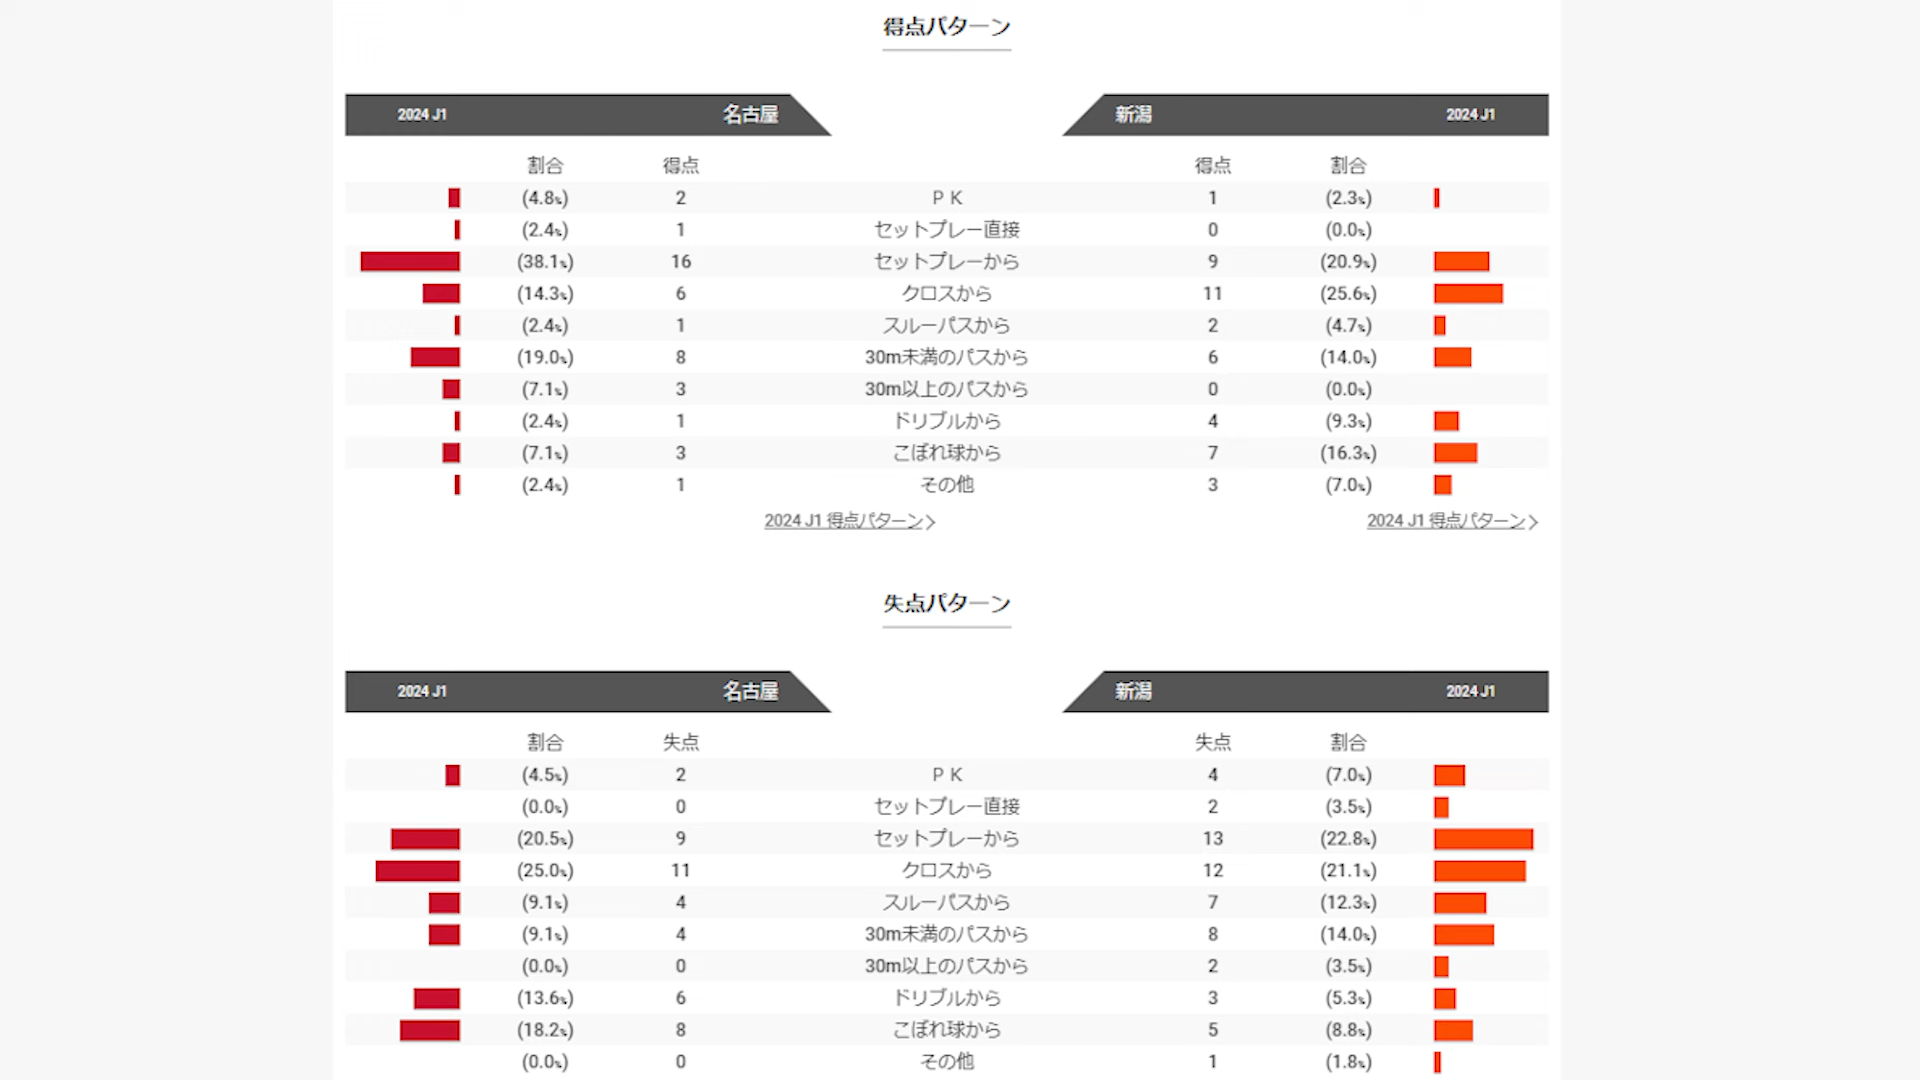 得点パターン
2024 J1 名古屋 新潟 2024 J1
割合 得点 得点 割合
(4.8%) 2 ＰＫ 1 (2.3%)
(2.4%) 1 セットプレー直接 0 (0.0%)
(38.1%) 16 セットプレーから 9 (20.9%)
(14.3%) 6 クロスから 11 (25.6%)
(2.4%) 1 スルーパスから 2 (4.7%)
(19.0%) 8 30m未満のパスから 6 (14.0%)
(7.1%) 3 30m以上のパスから 0 (0.0%)
(2.4%) 1 ドリブルから 4 (9.3%)
(7.1%) 3 こぼれ球から 7 (16.3%)
(2.4%) 1 その他 3 (7.0%)
2024 J1 得点パターン 2024 J1 得点パターン
失点パターン
2024 J1 名古屋 新潟 2024 J1
割合 失点 失点 割合
(4.5%) 2 ＰＫ 4 (7.0%)
(0.0%) 0 セットプレー直接 2 (3.5%)
(20.5%) 9 セットプレーから 13 (22.8%)
(25.0%) 11 クロスから 12 (21.1%)
(9.1%) 4 スルーパスから 7 (12.3%)
(9.1%) 4 30m未満のパスから 8 (14.0%)
(0.0%) 0 30m以上のパスから 2 (3.5%)
(13.6%) 6 ドリブルから 3 (5.3%)
(18.2%) 8 こぼれ球から 5 (8.8%)
(0.0%) 0 その他 1 (1.8%)